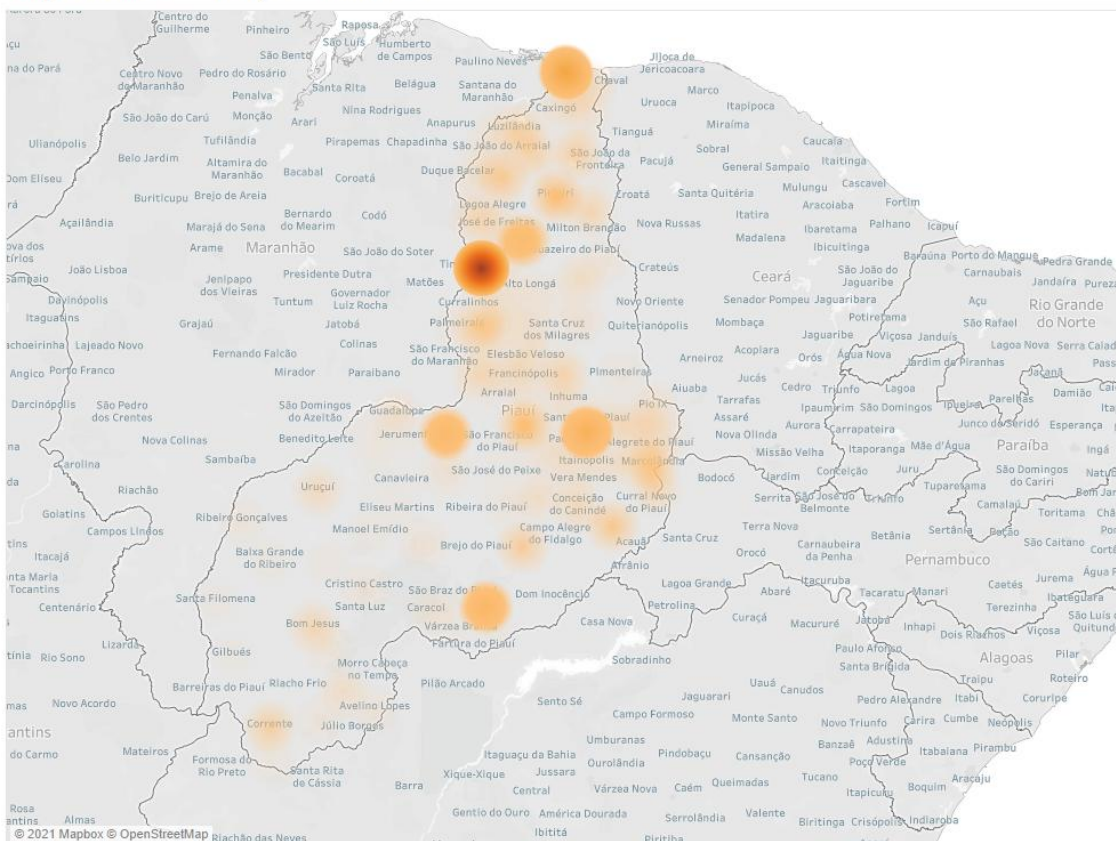 Centro do
Guilherme
Pinheiro
São Bento
São Luís
Raposa
Humberto
de Campos
Paulino Neves
Jijoca de
Jericoacoara
na do Pará
Centro Novo
do Maranhão
Pedro do Rosário
Santa Rita
Belágua
Santana do
Maranhão
Chaval
Marco
Penalva
Caxingó
Uruoca
Itapipoca
São João do Carú
Monção
Arari
Nina Rodrigues
Anapurus
Luzilândia
Miraíma
Tufilândia
Pirapemas
Chapadinha
São João do Arraial
Tianguá
Caucaia
Ulianópolis
Belo Jardim
Altamira do
Maranhão
Bacabal
Coroatá
Duque Bacelar
São João da
Fronteira
Pacujá
Sobral
General Sampaio
Itaitinga
Dom Eliseu
Buriticupu
Brejo de Areia
Lagoa Alegre
Croatá
Santa Quitéria
Mulungu
Cascavel
Açailândia
Marajá do Sena
Bernardo
do Mearim
Codó
José de Freitas
Milton Brandão
Nova Russas
Itatira
Aracoiaba
Fortim
Palhano
Icapuí
Arame
Maranhão
São João do Soter
uazeiro do Piauí
Madalena
Ibaretama
Ibicuitinga
João Lisboa
Jenipapo
dos Vieiras
Presidente Dutra
Matões
Alto Longá
Crateús
Ceará
São João do
Jaguaribe
Baraúna
Porto do Mangue
Pedra Grande
Carnaubais
Jandaíra
Davinópolis
Tuntum
Governador
Luiz Rocha
Curralinhos
Novo Oriente
Senador Pompeu
Jaguaribara
Açu
Rio Grande
do Norte
Itaguatins
Grajaú
Jatobá
Palmeirais
Santa Cruz
dos Milagres
Quiterianópolis
Mombaça
Potiretama
São Rafael
Lajeado Novo
Colinas
São Francisco
do Maranhão
Elesbão Veloso
Jaguaribe
Viçosa
Janduís
Lagoa Nova
Serra Caiad
Fernando Falcão
Acopiara
Orós
Água Nova
Jardim de Piranhas
Angico
Porto Franco
Mirador
Paraibano
Francinópolis
Pimenteiras
Arneiroz
Jucás
Cedro
Triunfo
Lagoa
Jaçanã
Arraial
Inhuma
Aiuaba
Tarrafas
Ipaumirim
São Domingos
Ipueira
Parelhas
Darcinópolis
São Pedro
dos Crentes
São Domingos
do Azeitão
Guadalupe
Piauí
Pio IX
Assaré
Aurora
Carrapateira
Junco do Seridó
Esperança
Nova Colinas
Benedito Leite
Jerumen
São Francisco
do Piauí
Alegrete do Piauí
Nova Olinda
Missão Velha
Mãe d'Água
Paraíba
Carolina
Sambaíba
Itainópolis
Marcolândia
Itaporanga
Ingá
São José do Peixe
Vera Mendes
Bodocó
Jardim
Conceição
Juru
São Domingos
do Cariri
Riachão
Canavieira
Tuparetama
Uruçuí
Conceição
do Canindé
Curral Novo
do Piauí
Serrita
São José do
Belmonte
Triunfo
Camalaú
Goiatins
Campos Lindos
Ribeiro Gonçalves
Eliseu Martins
Ribeira do Piauí
Toritama
Manoel Emídio
Campo Alegre
do Fidalgo
Terra Nova
Betânia
Sertânia
Poção
São Caitano
Itacajá
Baixa Grande
do Ribeiro
Brejo do Piauí
Acauã
Santa Cruz
Carnaubeira
da Penha
Afrânio
Orocó
Pernambuco
Cristino Castro
Lagoa Grande
Itacuruba
Caetés
Jurema
Centenário
Santa Filomena
Santa Luz
São Braz do
Caracol
Dom Inocêncio
Petrolina
Abaré
Tacaratu
Manari
Terezinha
Ibateguara
Bom Jesus
Várzea Bra
Fartura do Piauí
Casa Nova
Curaçá
Macururé
Jatobá
Inhapi
Dois Riachos
Viçosa
Lizarda
Rio Sono
Gilbués
Morro Cabeça
no Tempo
Sobradinho
Paulo Afonso
Santa Brígida
Alagoas
Pilar
Barreiras do Piauí
Riacho Frio
Pilão Arcado
Uauá
Canudos
Traipu
Roteiro
Novo Acordo
Avelino Lopes
Sento Sé
Jaguarari
Pedro Alexandre
Itabi
Coruripe
antins
Corrente
Júlio Borges
Campo Formoso
Monte Santo
Novo Triunfo
Carira
Cumbe
Neópolis
do Carmo
Mateiros
Formosa do
Rio Preto
Umburanas
Banzaê
Adustina
Itabaiana
Pirambu
Santa Rita
de Cássia
Itaguaçu da Bahia
Pindobaçu
Cansanção
Poço Verde
Barra
Xique-Xique
Jussara
Ourolândia
Tucano
Aracaju
Central
Várzea Nova
Caém
Queimadas
Itapicuru
Boquim
Rosa
Almas
Gentio do Ouro
América Dourada
Serrolândia
Valente
Biritinga
Crisópolis
Indiaroba
© 2021 Mapbox © OpenStreetMap
Riachão das Neves
Ibititá
Piritiba